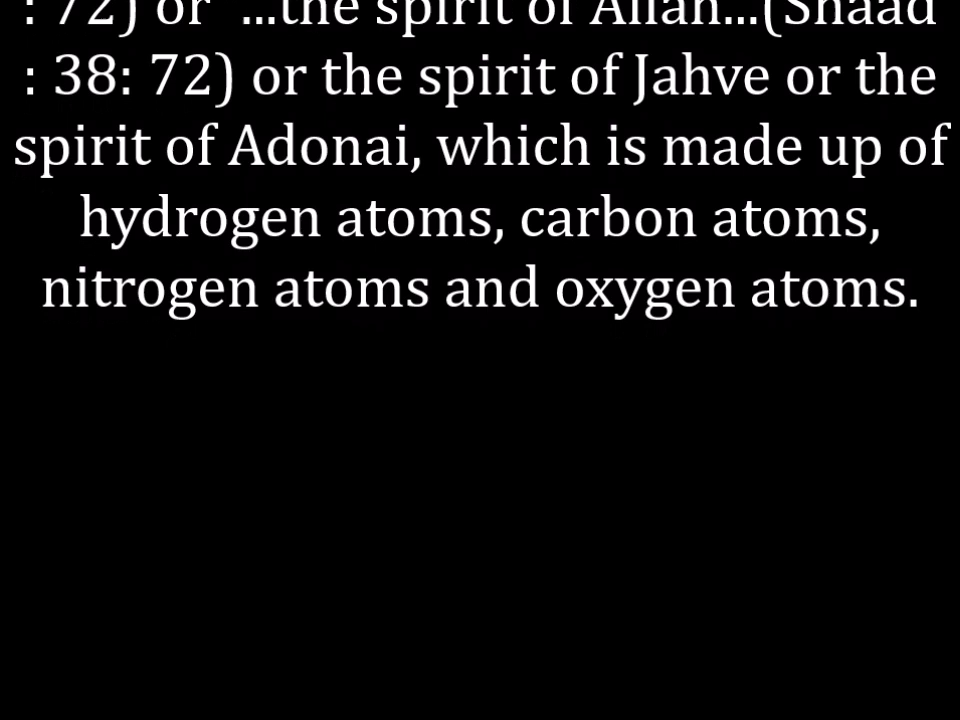 : 72) or "...the spirit of Allah...(Shaad
: 38: 72) or the spirit of Jahve or the
spirit of Adonai, which is made up of
hydrogen atoms, carbon atoms,
nitrogen atoms and oxygen atoms.